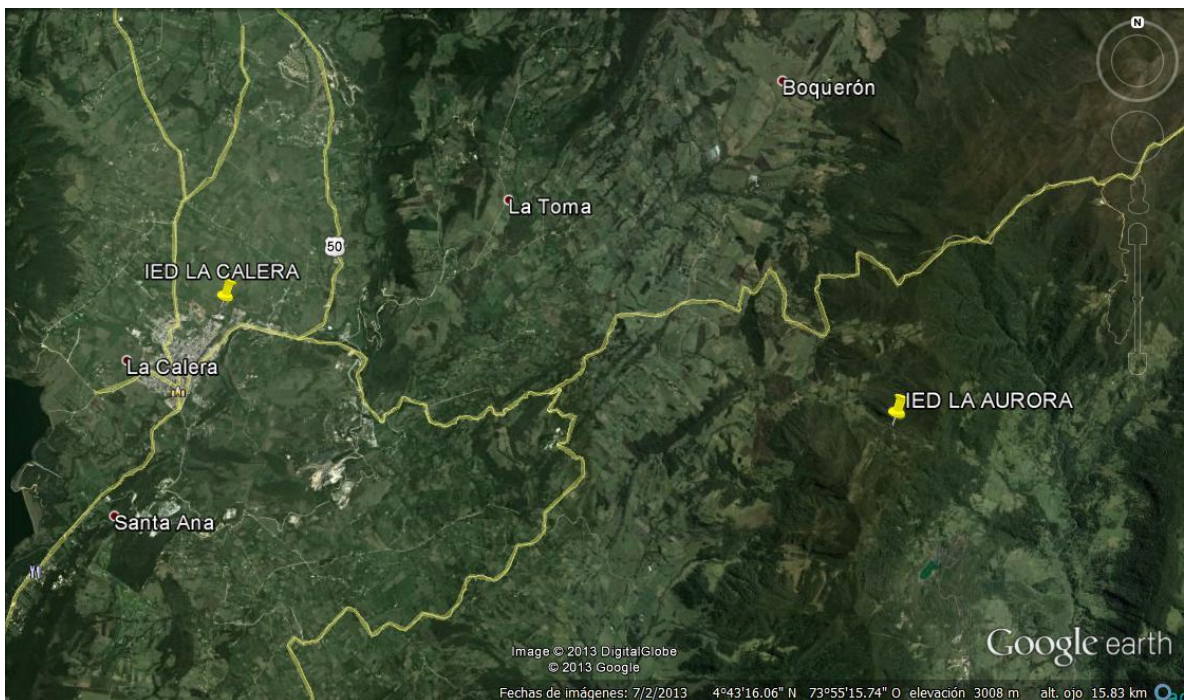 N
Boquerón
La Toma
50
IED LA CALERA
La Calera
IED LA AURORA
Santa Ana
Google earth
Image © 2013 DigitalGlobe
© 2013 Google
Fechas de imágenes: 7/2/2013 4°43'16.06" N 73°55'15.74" O elevación 3008 m alt. ojo 15.83 km